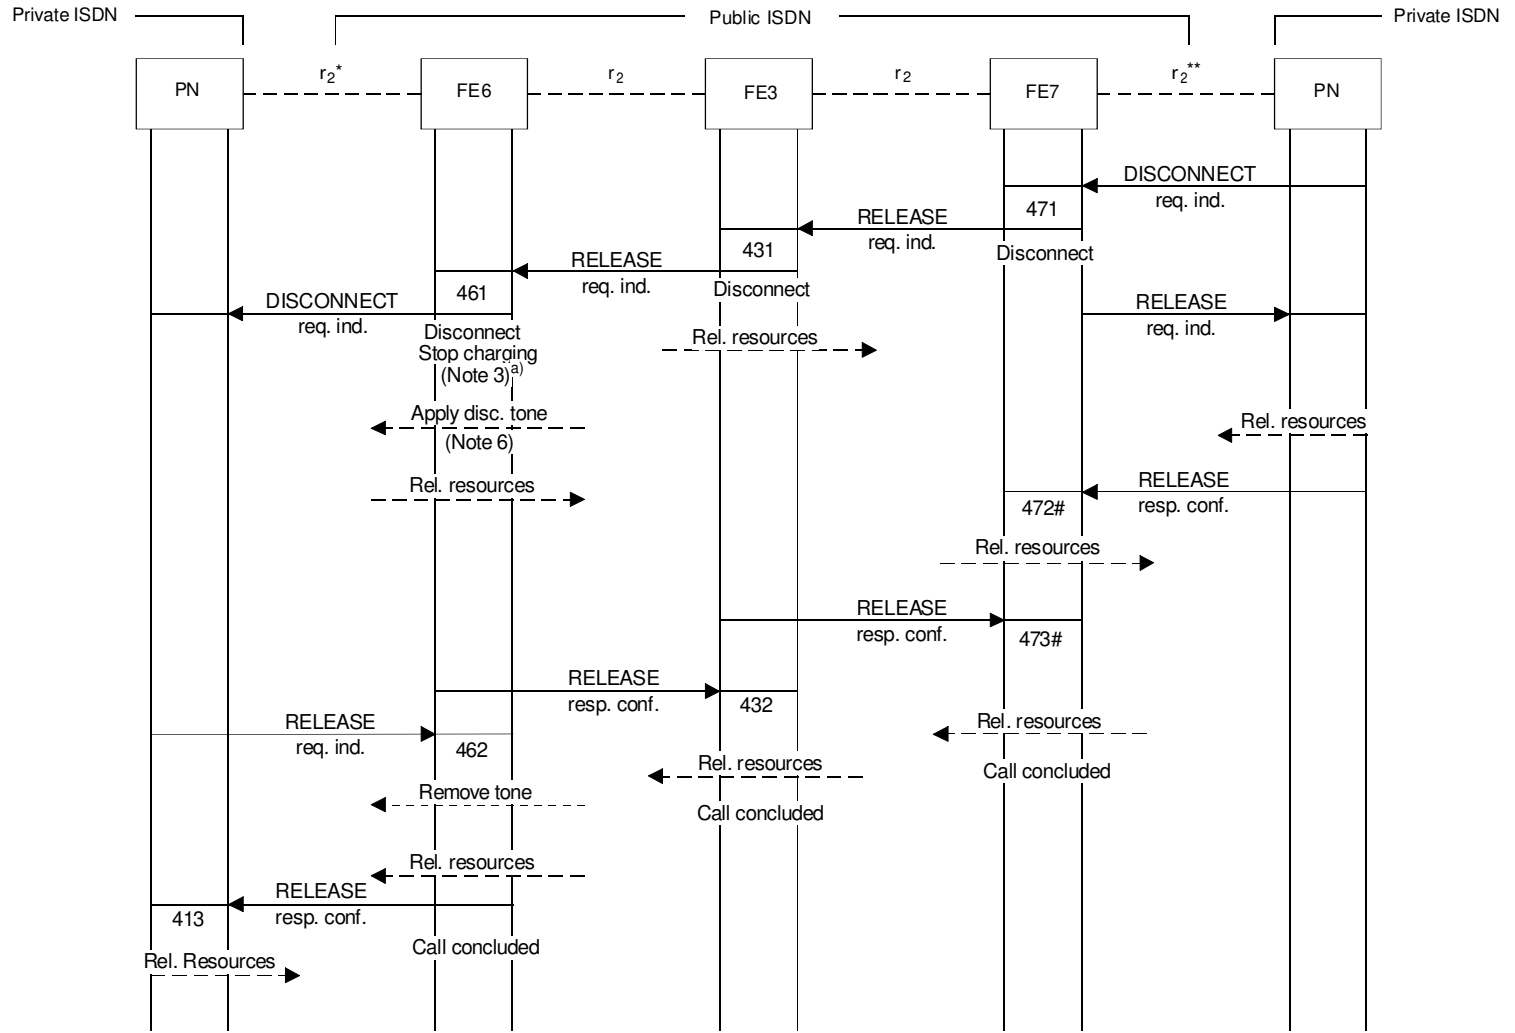 Private ISDN
Public ISDN
Private ISDN
PN
r2*
FE6
r2
FE3
r2
FE7
r2**
PN
DISCONNECT
req. ind.
471
RELEASE
req. ind.
Disconnect
431
RELEASE
req. ind.
Disconnect
461
DISCONNECT
req. ind.
RELEASE
req. ind.
Disconnect
Stop charging
(Note 3)a)
Rel. resources
Apply disc. tone
(Note 6)
Rel. resources
Rel. resources
RELEASE
resp. conf.
472#
Rel. resources
RELEASE
resp. conf.
473#
RELEASE
resp. conf.
432
RELEASE
req. ind.
462
Rel. resources
Call concluded
Rel. resources
Remove tone
Call concluded
Rel. resources
RELEASE
resp. conf.
413
Call concluded
Rel. Resources